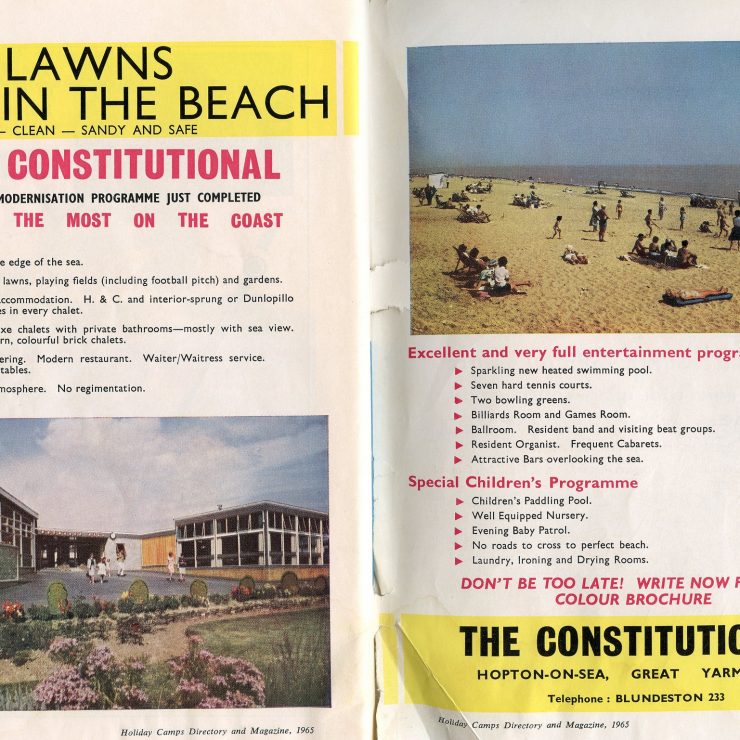 LAWNS
IN THE BEACH
— CLEAN — SANDY AND SAFE
CONSTITUTIONAL
MODERNISATION PROGRAMME JUST COMPLETED
THE MOST ON THE COAST
edge of the sea.
lawns, playing fields (including football pitch) and gardens.
accommodation. H. & C. and interior-sprung or Dunlopillo
in every chalet.
chalets with private bathrooms—mostly with sea view.
colourful brick chalets.
Modern restaurant. Waiter/Waitress service.
tables.
No regimentation.
Holiday Camps Directory and Magazine, 1965
Excellent and very full entertainment
▶ Sparkling new heated swimming pool.
▶ Seven hard tennis courts.
▶ Two bowling greens.
▶ Billiards Room and Games Room.
▶ Ballroom. Resident band and visiting beat groups.
▶ Resident Organist. Frequent Cabarets.
▶ Attractive Bars overlooking the sea.
Special Children's Programme
▶ Children's Paddling Pool.
▶ Well Equipped Nursery.
▶ Evening Baby Patrol.
▶ No roads to cross to perfect beach.
▶ Laundry, Ironing and Drying Rooms.
DON'T BE TOO LATE! WRITE NOW
COLOUR BROCHURE
THE CONSTITUTIO
HOPTON-ON-SEA, GREAT YARM
Telephone : BLUNDESTON 233
Holiday Camps Directory and Magazine, 1965